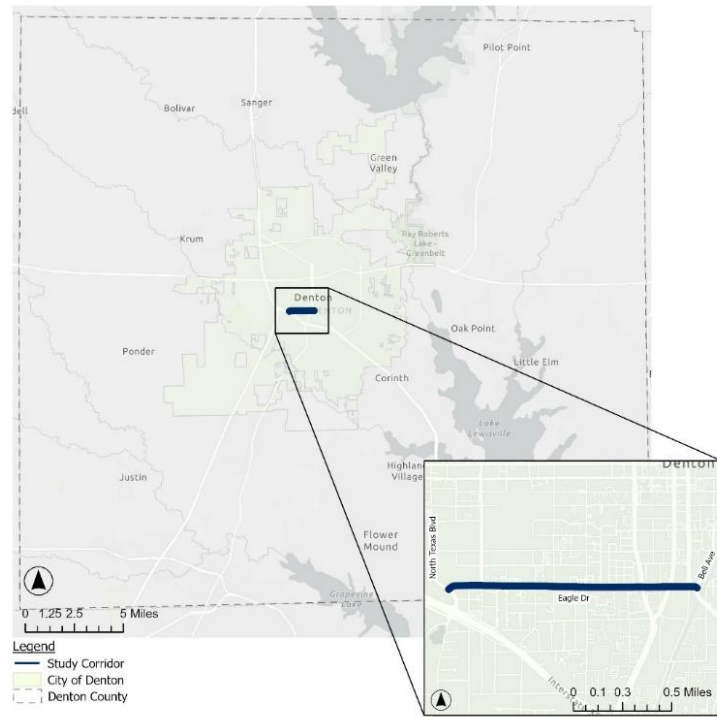 Pilot Point
Sanger
Bolivar
dell
Green
Valley
Ray Roberts
Lake -
Greenbelt
Krum
Denton
DENTON
Oak Point
Little Elm
Ponder
Corinth
Lake
Lewisville
Highland
Village
Justin
Flower
Mound
Grapevine
Lake
0 1.25 2.5 5 Miles
Legend
Study Corridor
City of Denton
Denton County
Denton
North Texas Blvd
Bell Ave
Eagle Dr
0 0.1 0.3 0.5 Miles